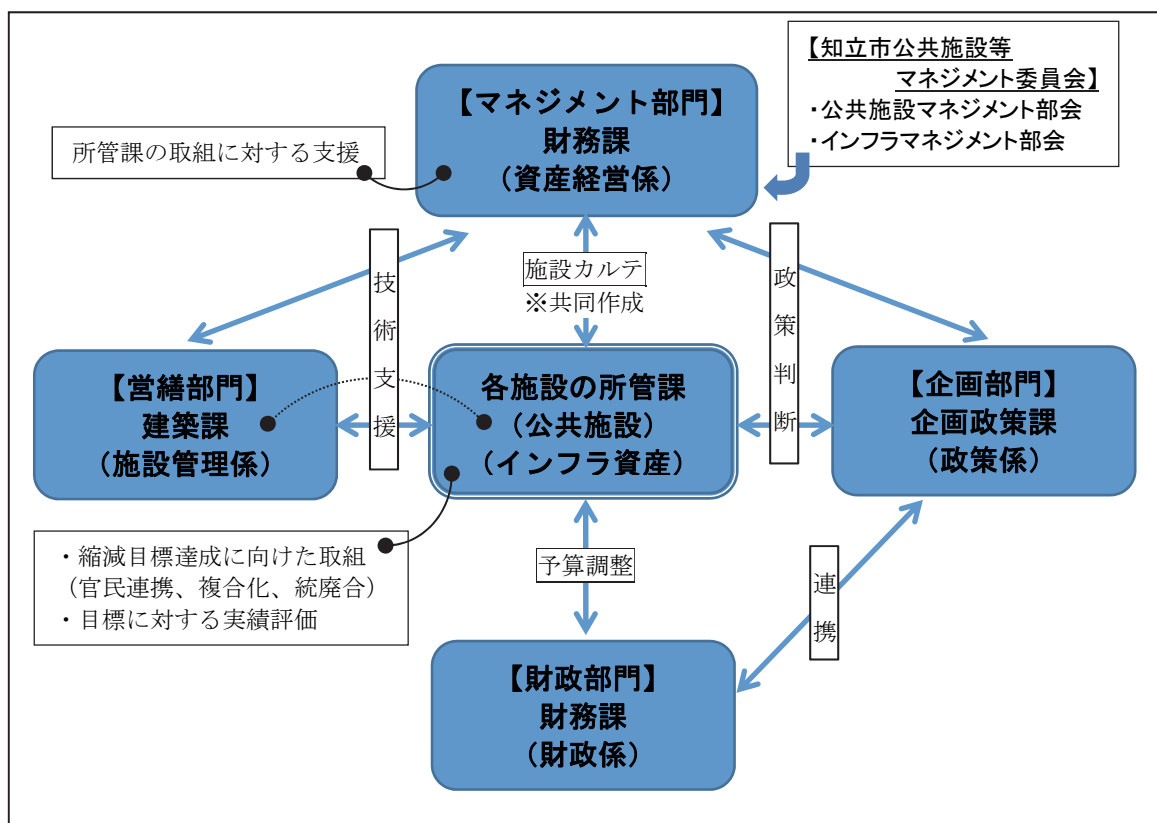 【知立市公共施設等
マネジメント委員会】
・公共施設マネジメント部会
・インフラマネジメント部会
【マネジメント部門】
財務課
（資産経営係）
所管課の取組に対する支援
技術支援
施設カルテ
※共同作成
政策判断
【営繕部門】
建築課
（施設管理係）
各施設の所管課
（公共施設）
（インフラ資産）
【企画部門】
企画政策課
（政策係）
・縮減目標達成に向けた取組
（官民連携、複合化、統廃合）
・目標に対する実績評価
予算調整
連携
【財政部門】
財務課
（財政係）